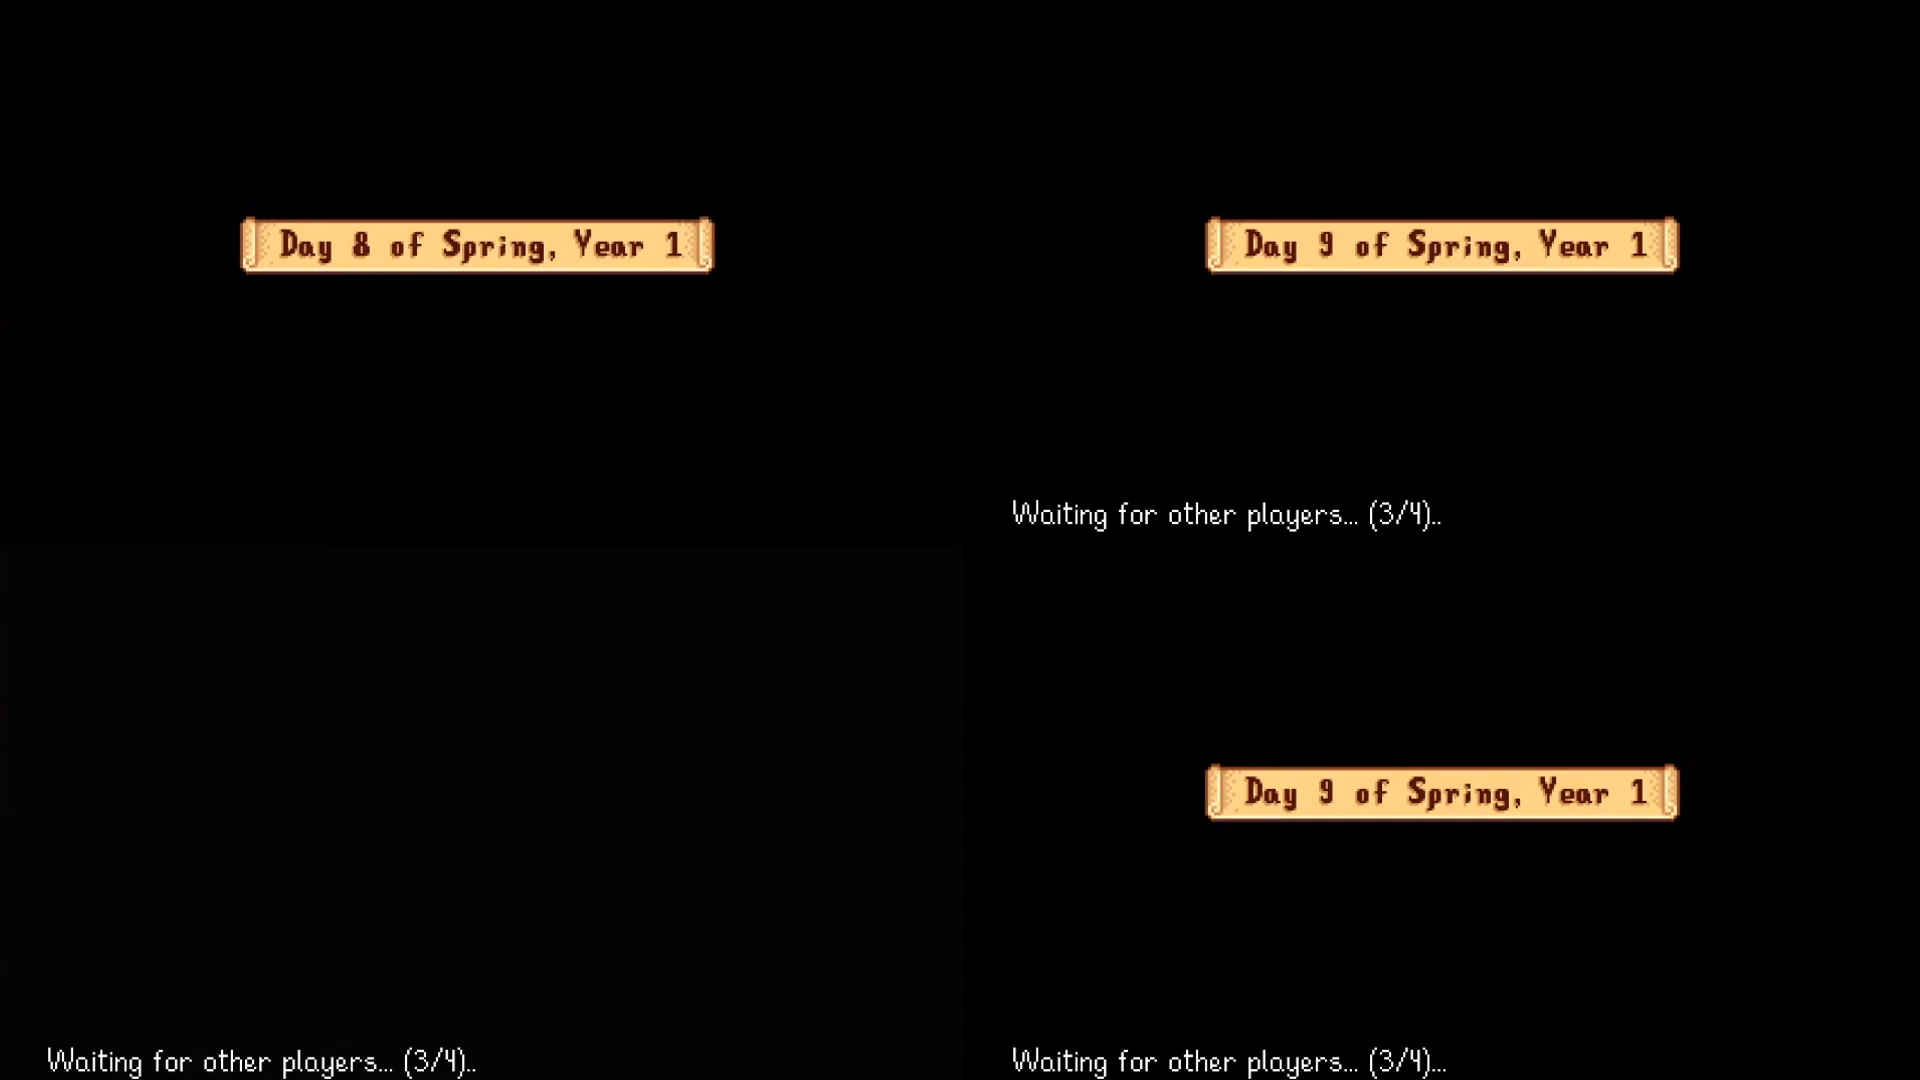 Day 8 of Spring, Year 1
Day 9 of Spring, Year 1
Waiting for other players... (3/4)..
Day 9 of Spring, Year 1
Waiting for other players... (3/4)..
Waiting for other players... (3/4)...